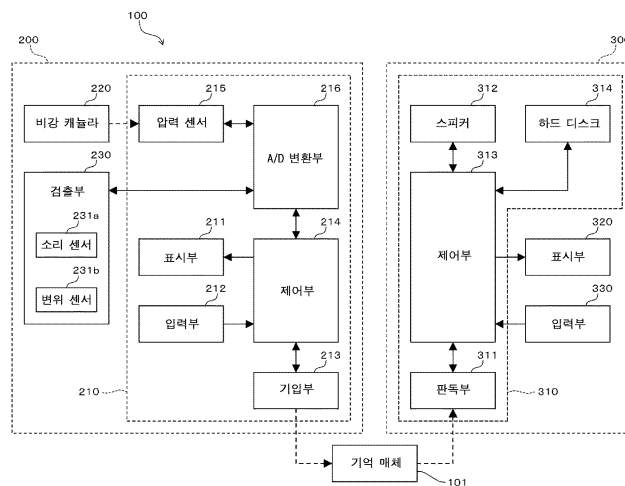 100
200
300
220
215
216
312
314
비강 캐뉼라
압력 센서
A/D 변환부
스피커
하드 디스크
230
313
검출부
231a
소리 센서
231b
변위 센서
211
214
표시부
제어부
212
입력부
제어부
320
표시부
330
입력부
213
311
210
기입부
판독부
310
기억 매체
101